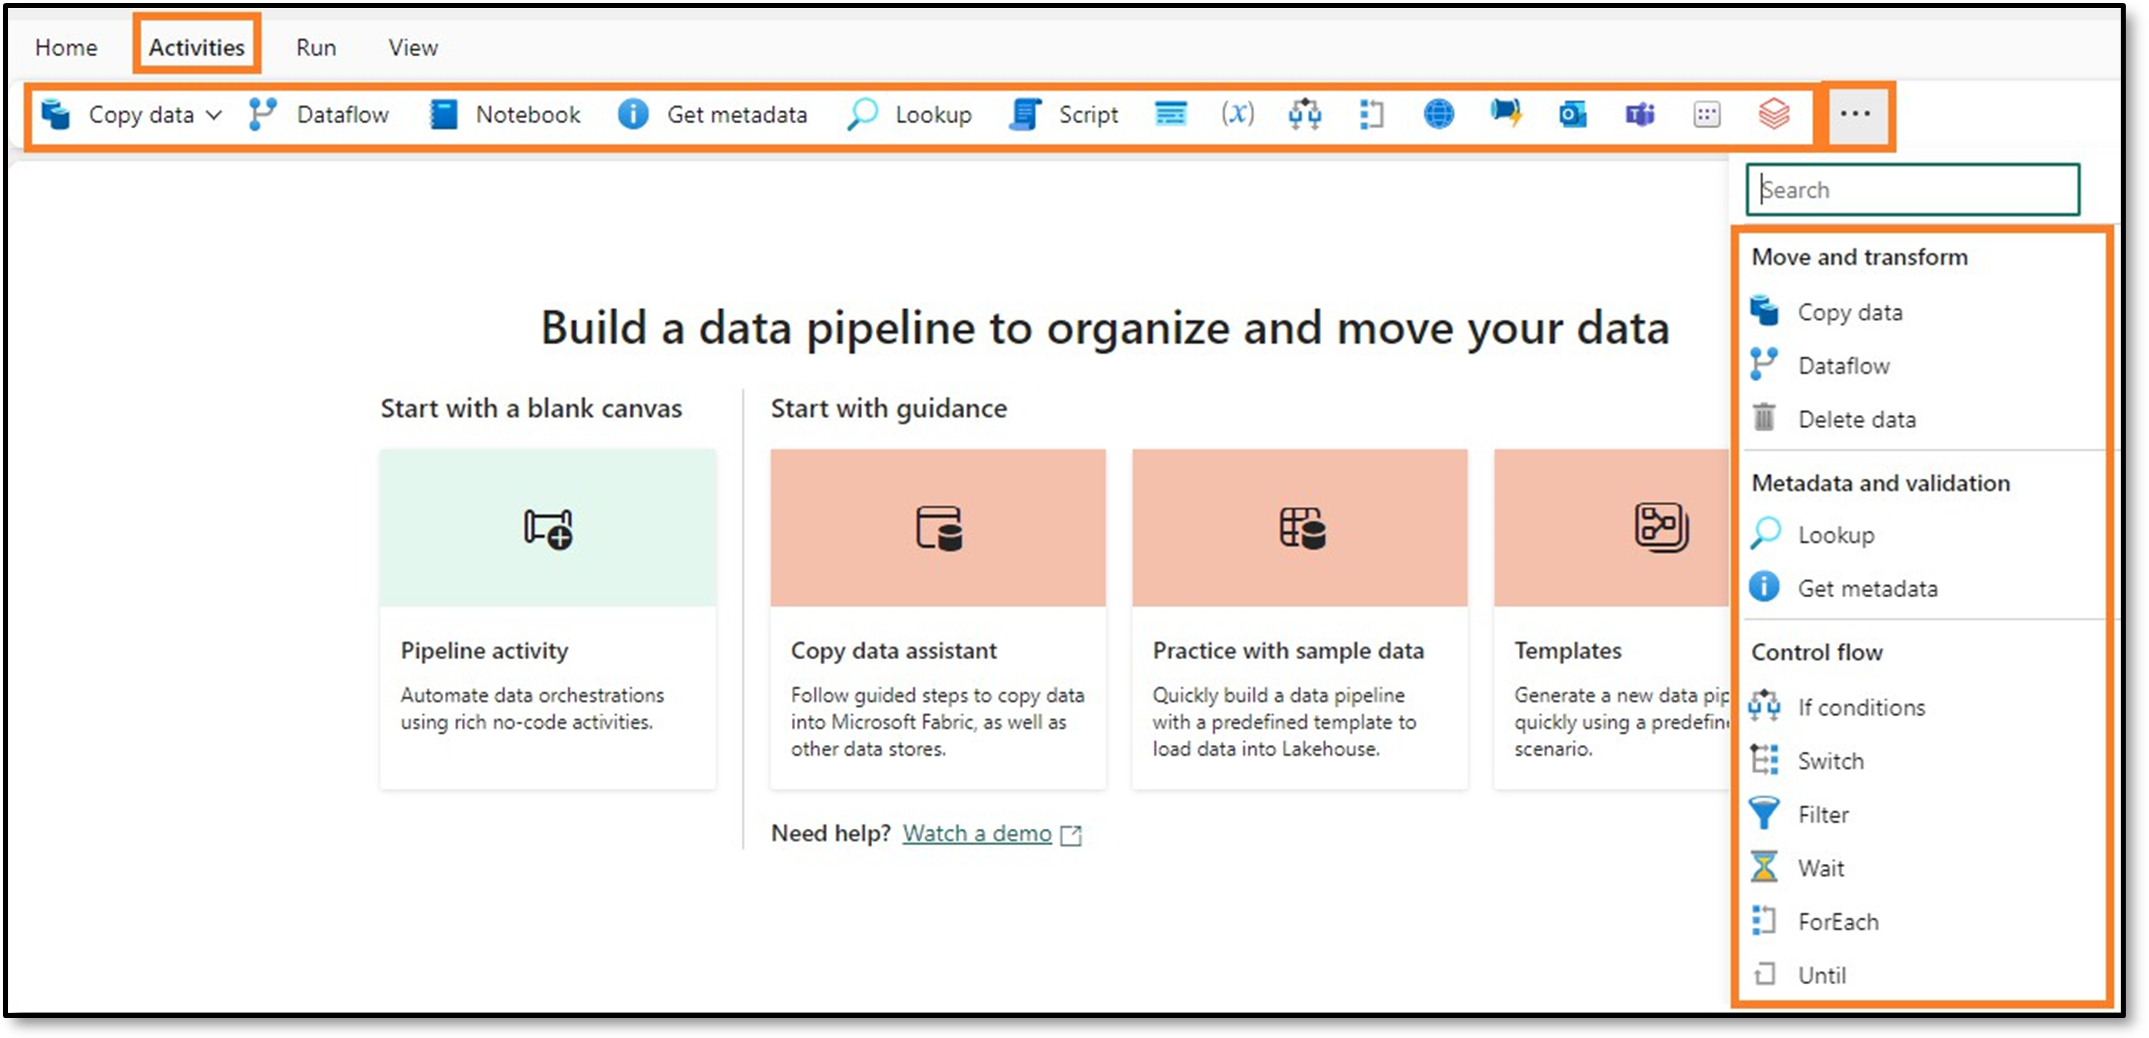 Home Activities Run View
Copy data Dataflow Notebook Get metadata Lookup Script (x) ...
Search
Build a data pipeline to organize and move your data
Start with a blank canvas
Pipeline activity
Automate data orchestrations
using rich no-code activities.
Start with guidance
Copy data assistant
Follow guided steps to copy data
into Microsoft Fabric, as well as
other data stores.
Practice with sample data
Quickly build a data pipeline
with a predefined template to
load data into Lakehouse.
Templates
Generate a new data pip
quickly using a predefin
scenario.
Need help? Watch a demo
Move and transform
Copy data
Dataflow
Delete data
Metadata and validation
Lookup
Get metadata
Control flow
If conditions
Switch
Filter
Wait
ForEach
Until